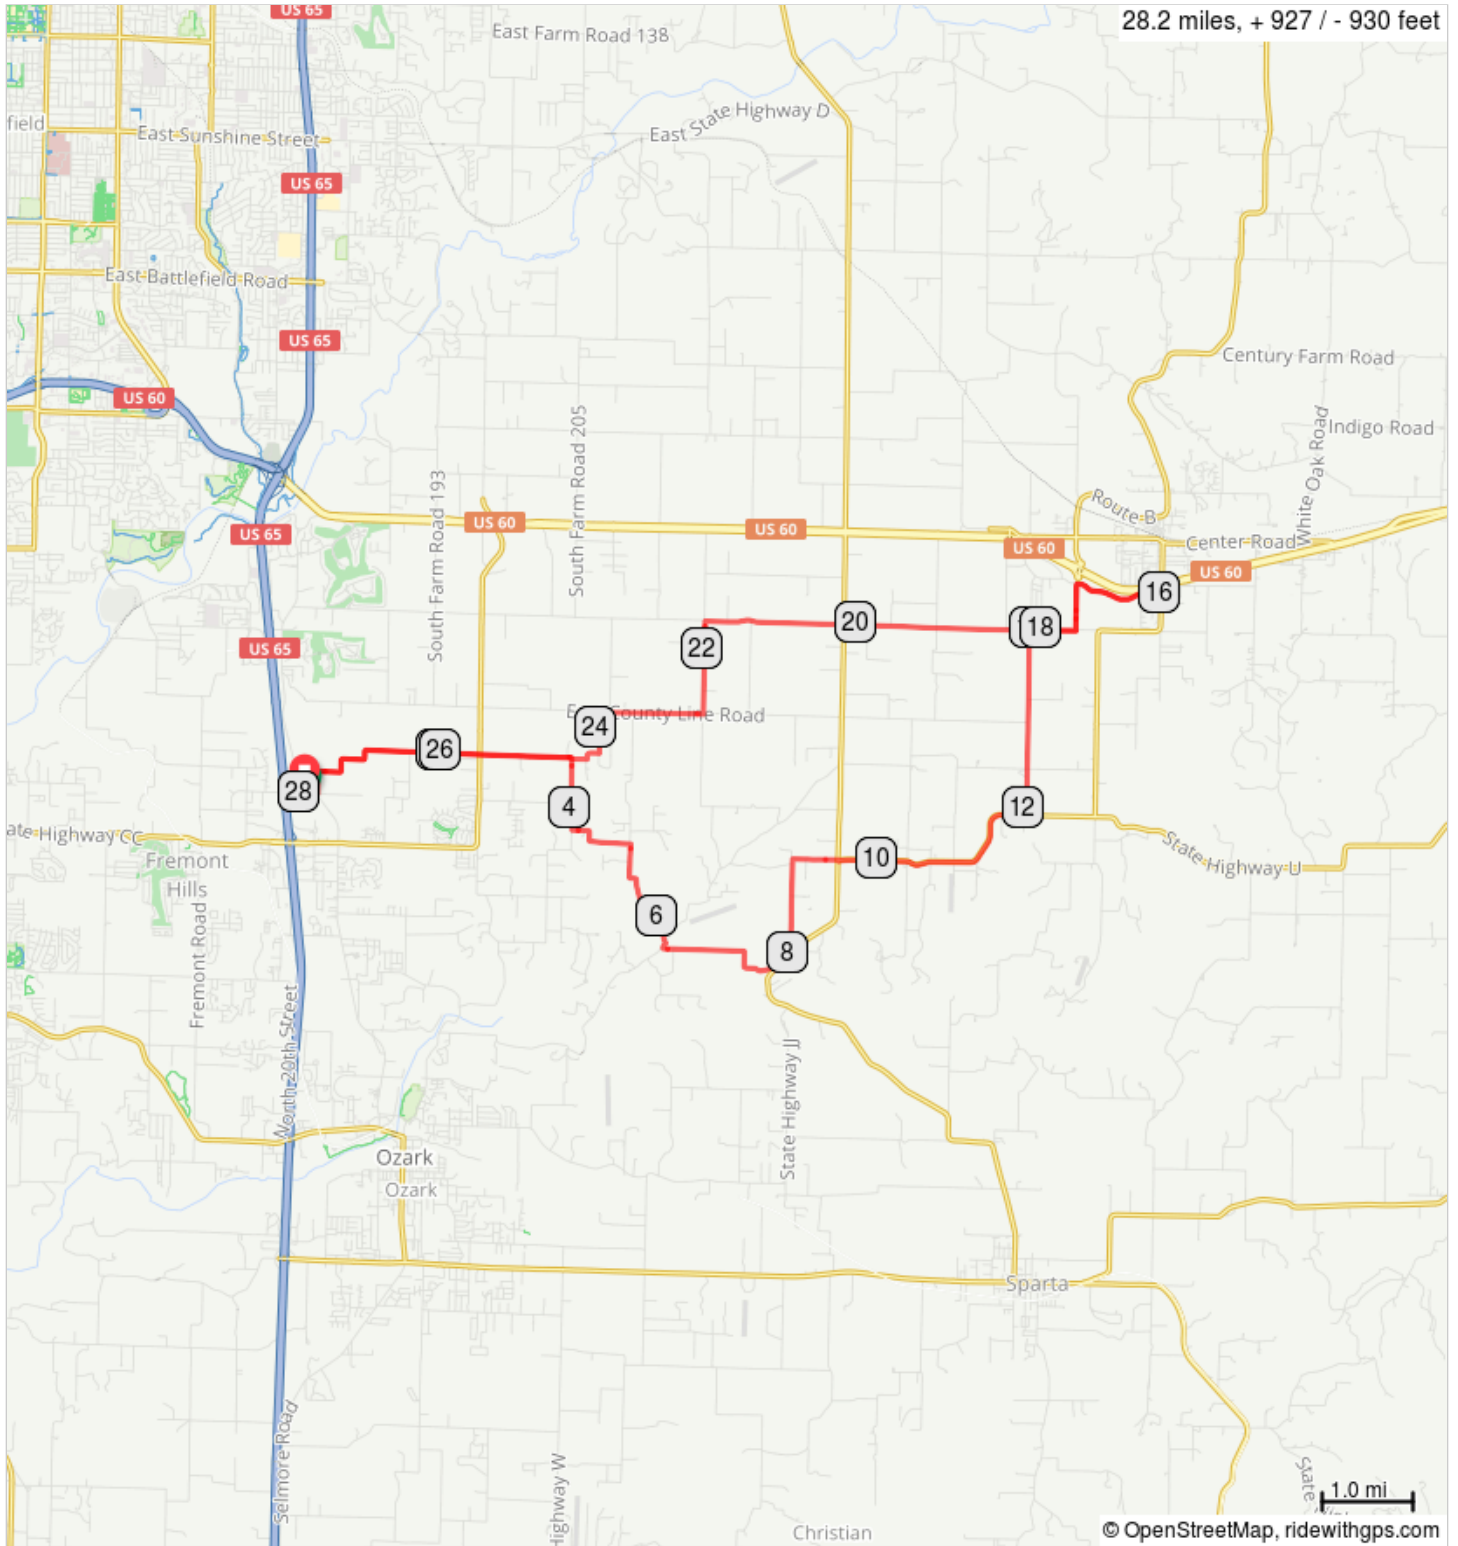 US 65
28.2 miles, + 927 / - 930 feet
East Farm Road 138
East State Highway D
field
East Sunshine Street
US 65
East Battlefield Road
US 65
Century Farm Road
US 60
South Farm Road 205
White Oak Road
Indigo Road
South Farm Road 193
Route B
US 60
US 60
US 65
US 60
Center Road
US 60
16
20
18
US 65
22
County Line Road
24
26
28
4
12
ate Highway CC
Fremont
Hills
State Highway U
10
Fremont Road
6
8
North 20th Street
State Highway JJ
Ozark
Ozark
Sparta
Selmore Road
Highway W
State
1.0 mi
Christian
© OpenStreetMap, ridewithgps.com